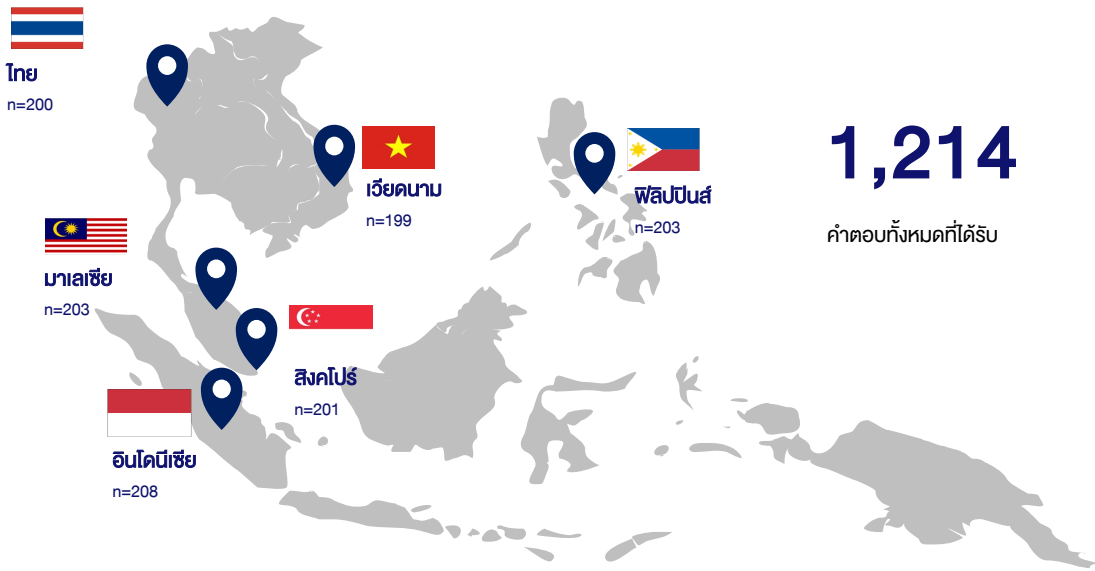 ไทย
n=200
เวียดนาม
n=199
ฟิลิปปินส์
n=203
1,214
คำตอบทั้งหมดที่ได้รับ
มาเลเซีย
n=203
สิงคโปร์
n=201
อินโดนีเซีย
n=208